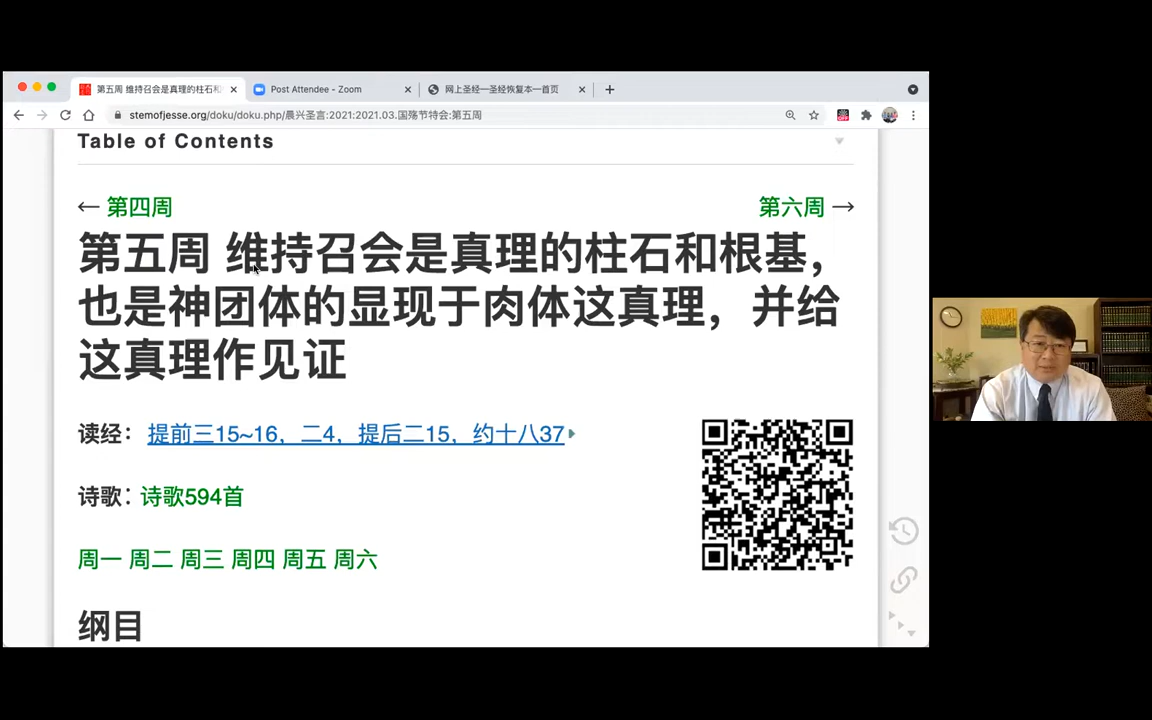 第五周 维持召会是真理的柱石和
Post Attendee - Zoom
网上圣经一圣经恢复本一首页
stemofjesse.org/doku/doku.php/晨兴圣言:2021:2021.03.国殇节特会:第五周
Table of Contents
← 第四周
第六周 →
第五周 维持召会是真理的柱石和根基，
也是神团体的显现于肉体这真理，并给
这真理作见证
读经： 提前三15~16，二4，提后二15，约十八37
诗歌：诗歌594首
周一 周二 周三 周四 周五 周六
纲目